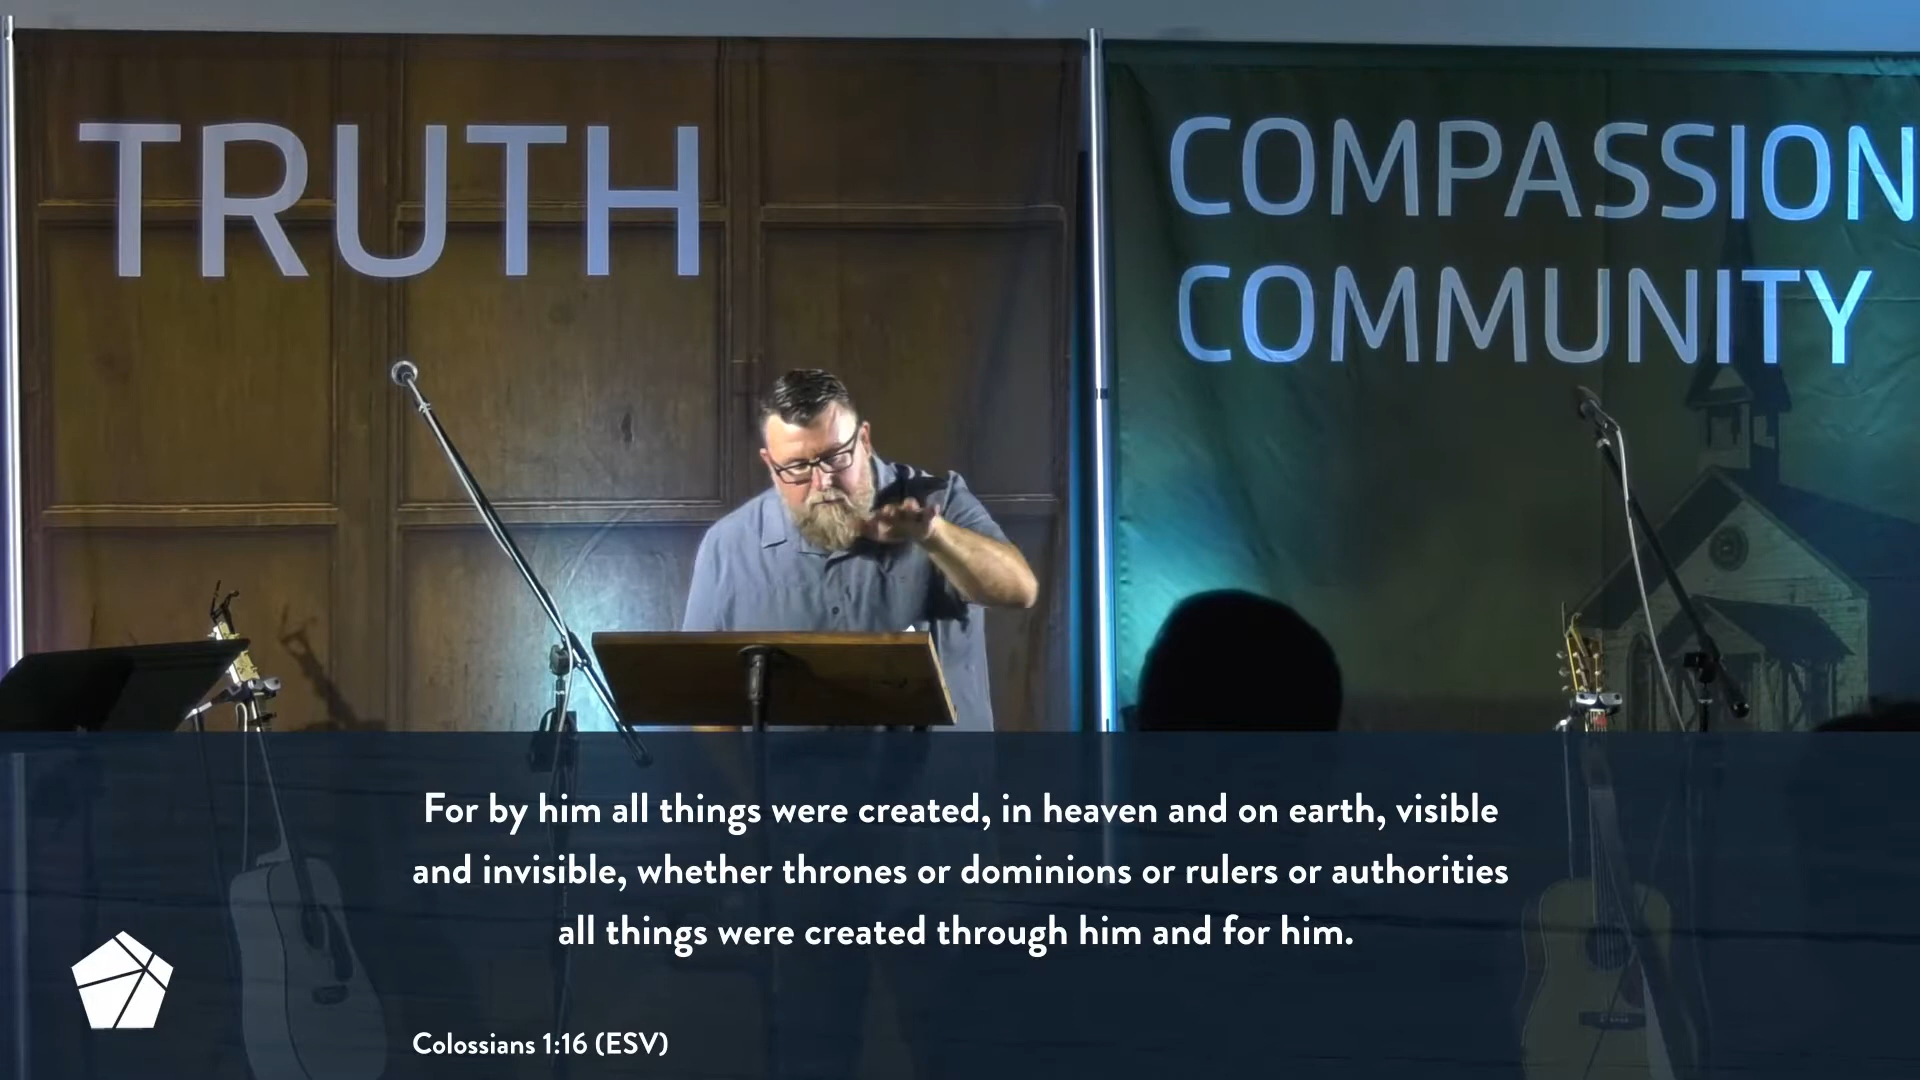 TRUTH
COMPASSION
COMMUNITY
For by him all things were created, in heaven and on earth, visible
and invisible, whether thrones or dominions or rulers or authorities
all things were created through him and for him.
Colossians 1:16 (ESV)